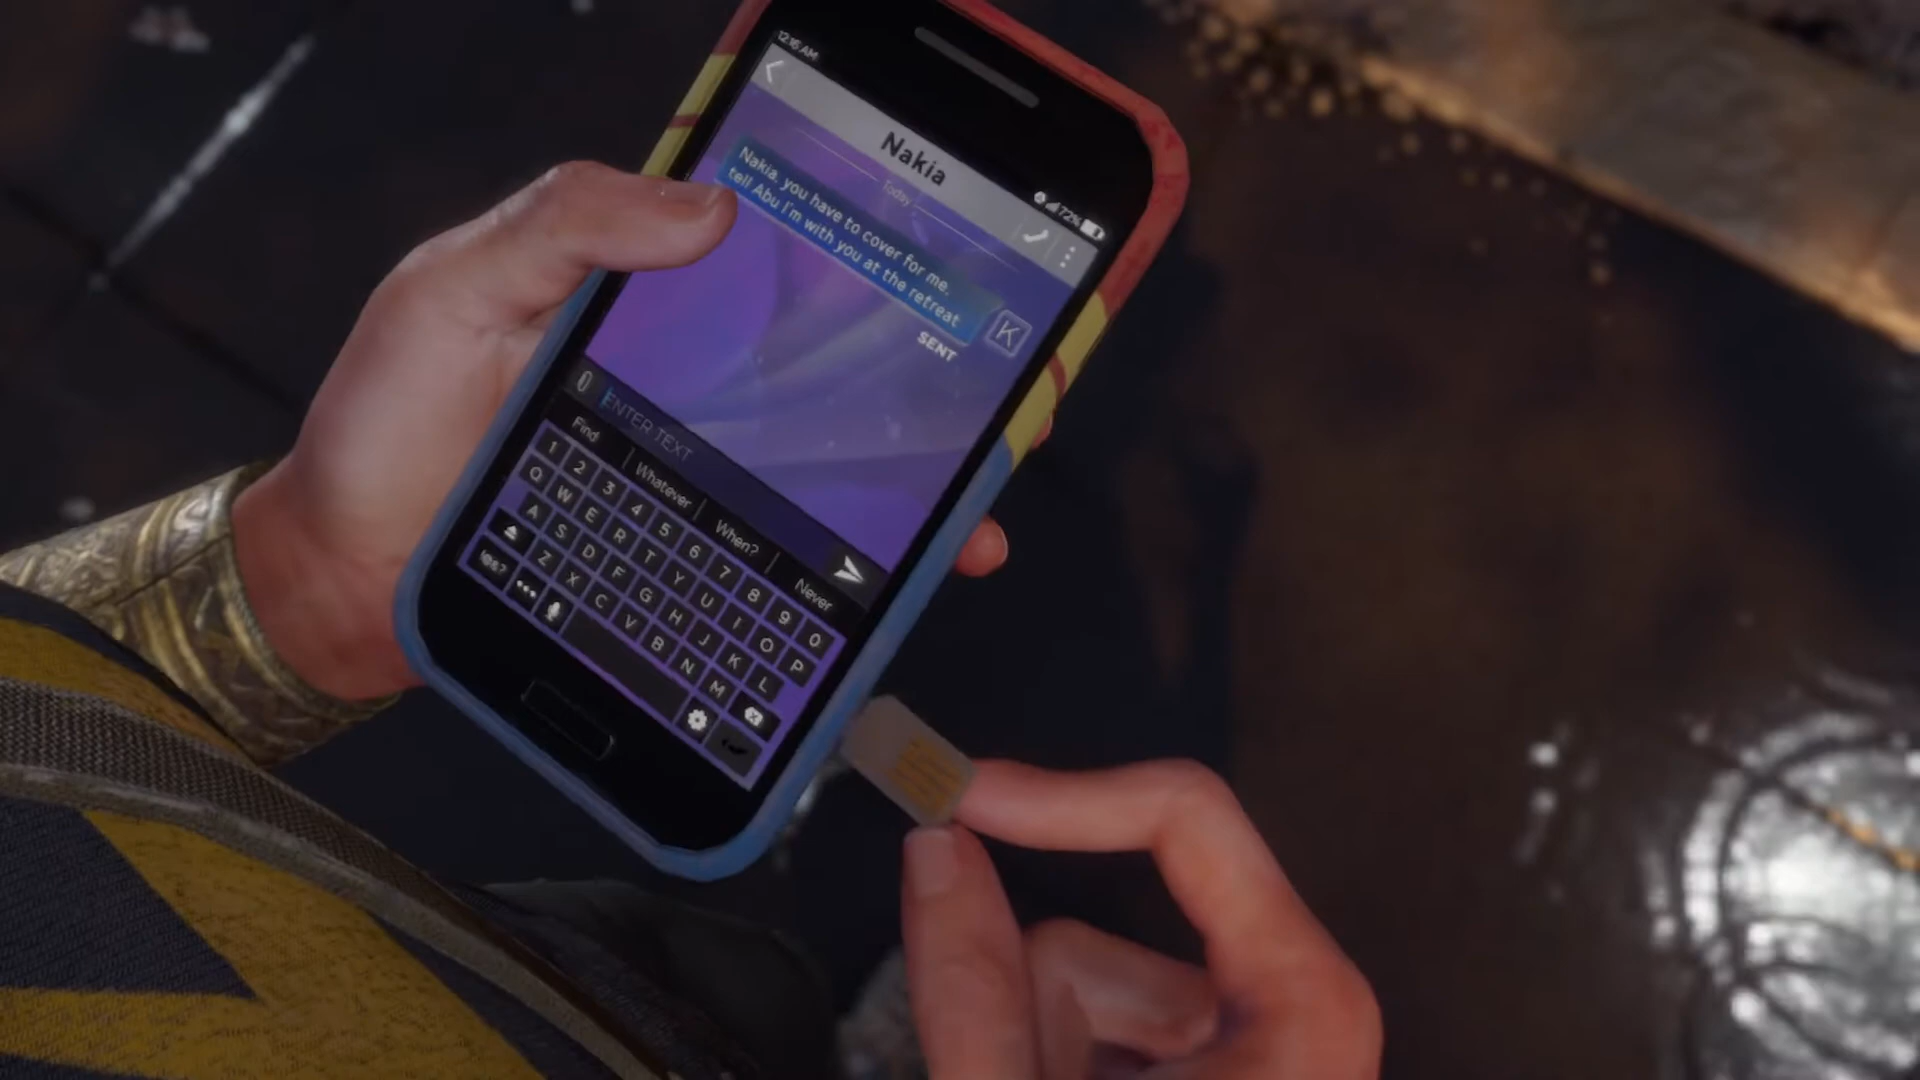 12:16 AM
72%
Nakia
Today
Nakia, you have to cover for me,
tell Abu I'm with you at the retreat
K
SENT
ENTER TEXT
Find
Whatever
When?
Never
1 2 3 4 5 6 7 8 9 0
Q W E R T Y U I O P
A S D F G H J K L
Z X C V B N M